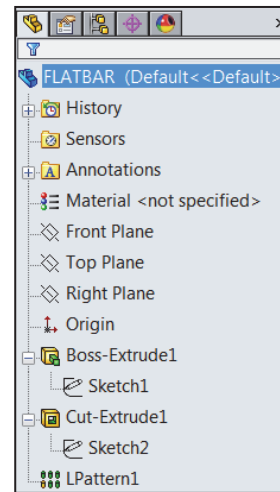 FLATBAR (Default<<Default>
History
Sensors
Annotations
Material <not specified>
Front Plane
Top Plane
Right Plane
Origin
Boss-Extrude1
Sketch1
Cut-Extrude1
Sketch2
LPattern1